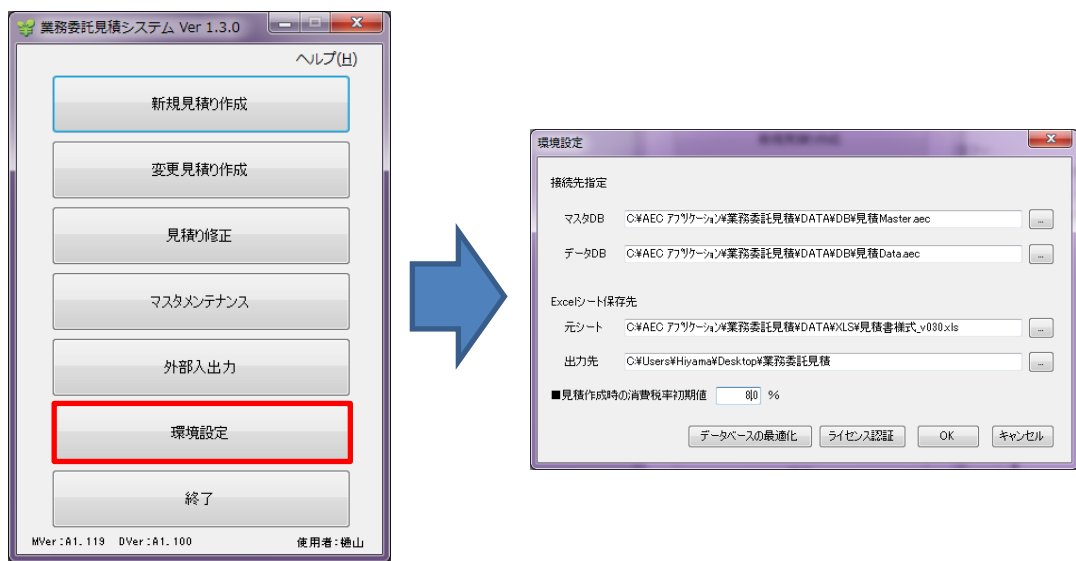 業務委託見積システム Ver 1.3.0
ヘルプ(H)
新規見積り作成
変更見積り作成
見積り修正
マスタメンテナンス
外部入出力
環境設定
終了
MVer:A1.119 DVer:A1.100 使用者:樋山
環境設定
接続先指定
マスタDB C:¥AEC アプリケーション¥業務委託見積¥DATA¥DB¥見積Master.aec ...
データDB C:¥AEC アプリケーション¥業務委託見積¥DATA¥DB¥見積Data.aec ...
Excelシート保存先
元シート C:¥AEC アプリケーション¥業務委託見積¥DATA¥XLS¥見積書様式_v030.xls ...
出力先 C:¥Users¥Hiyama¥Desktop¥業務委託見積 ...
■見積作成時の消費税率初期値 8.0 %
データベースの最適化 ライセンス認証 OK キャンセル